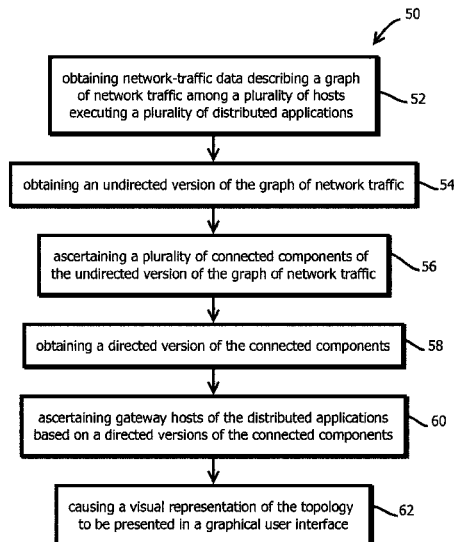 50
obtaining network-traffic data describing a graph
of network traffic among a plurality of hosts
executing a plurality of distributed applications
52
obtaining an undirected version of the graph of network traffic
54
ascertaining a plurality of connected components of
the undirected version of the graph of network traffic
56
obtaining a directed version of the connected components
58
ascertaining gateway hosts of the distributed applications
based on a directed versions of the connected components
60
causing a visual representation of the topology
to be presented in a graphical user interface
62